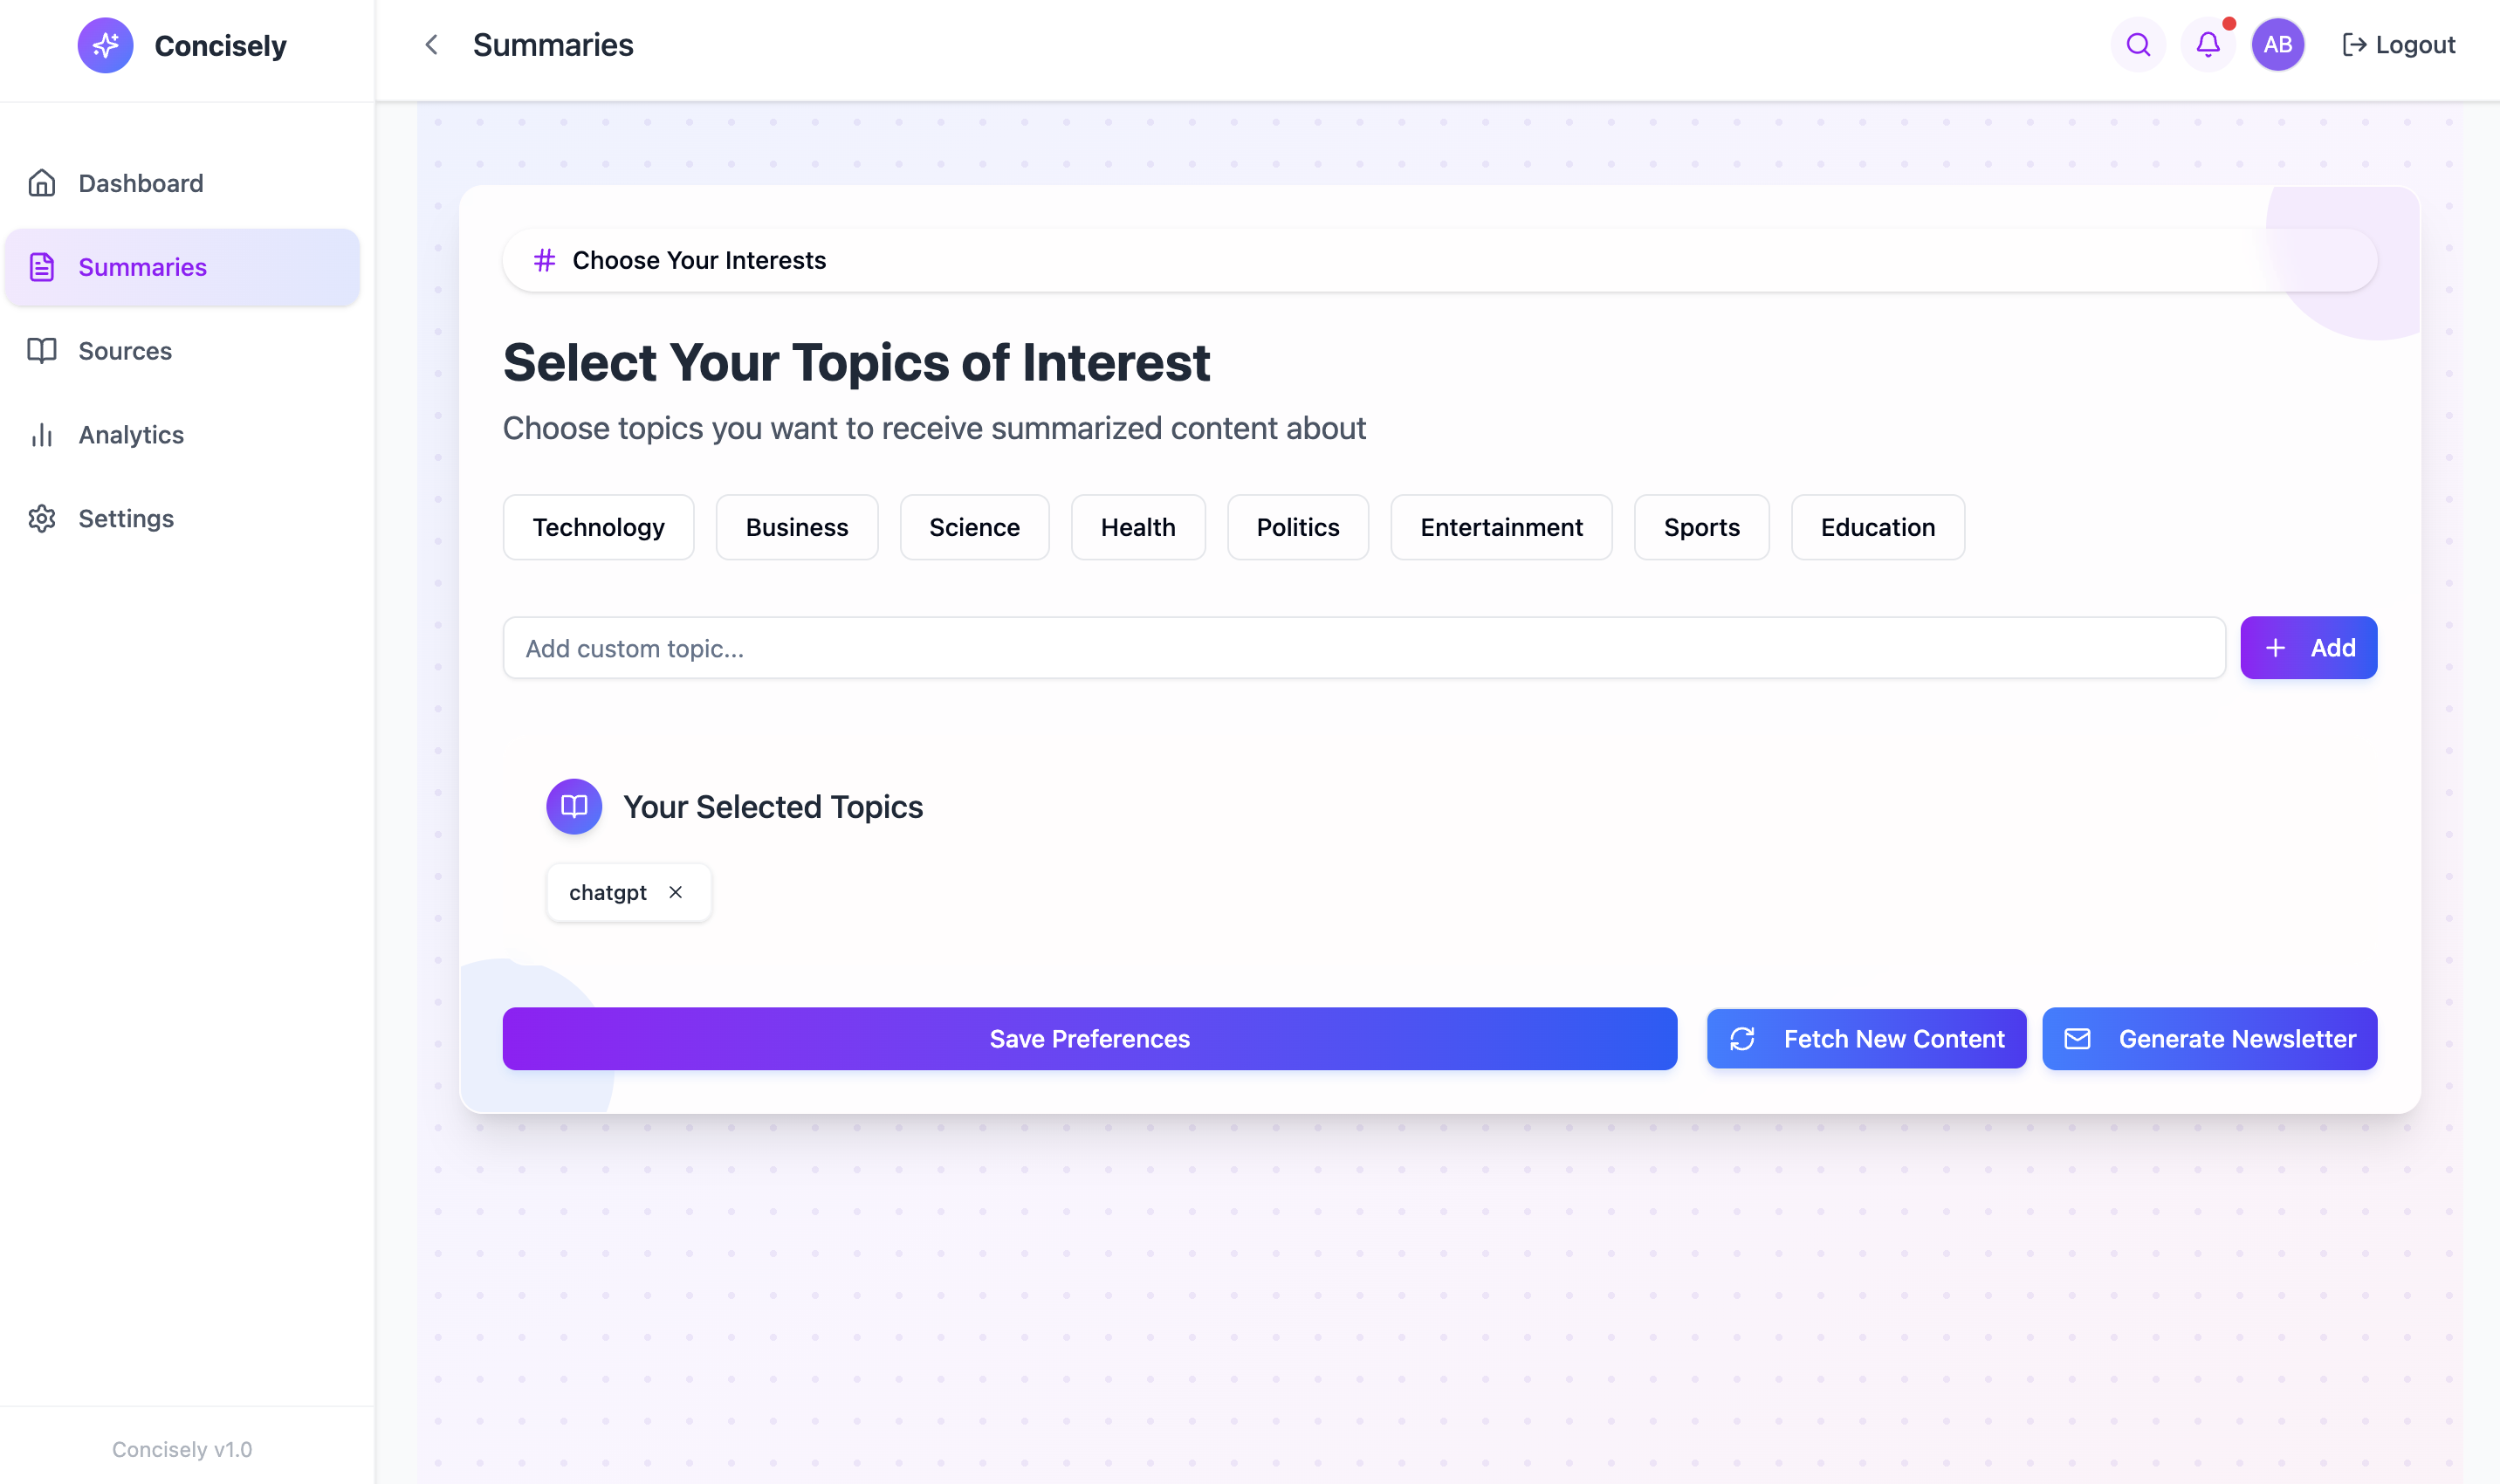 Concisely
Summaries
AB
Logout
Dashboard
Summaries
Sources
Analytics
Settings
# Choose Your Interests
Select Your Topics of Interest
Choose topics you want to receive summarized content about
Technology Business Science Health Politics Entertainment Sports Education
Add custom topic...
+ Add
Your Selected Topics
chatgpt ×
Save Preferences
Fetch New Content
Generate Newsletter
Concisely v1.0